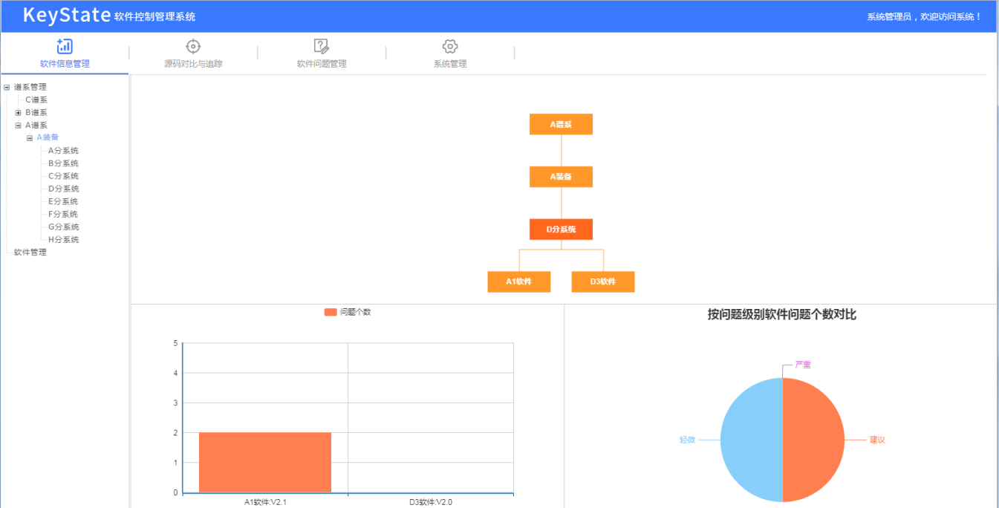 KeyState 软件控制管理系统
系统管理员，欢迎访问系统！
软件信息管理
源码对比与追踪
软件问题管理
系统管理
谱系管理
C谱系
B谱系
A谱系
A装备
A分系统
B分系统
C分系统
D分系统
E分系统
F分系统
G分系统
H分系统
软件管理
A谱系
A装备
D分系统
A1软件
D3软件
问题个数
5
4
3
2
1
0
A1软件:V2.1
D3软件:V2.0
按问题级别软件问题个数对比
严重
轻微
建议